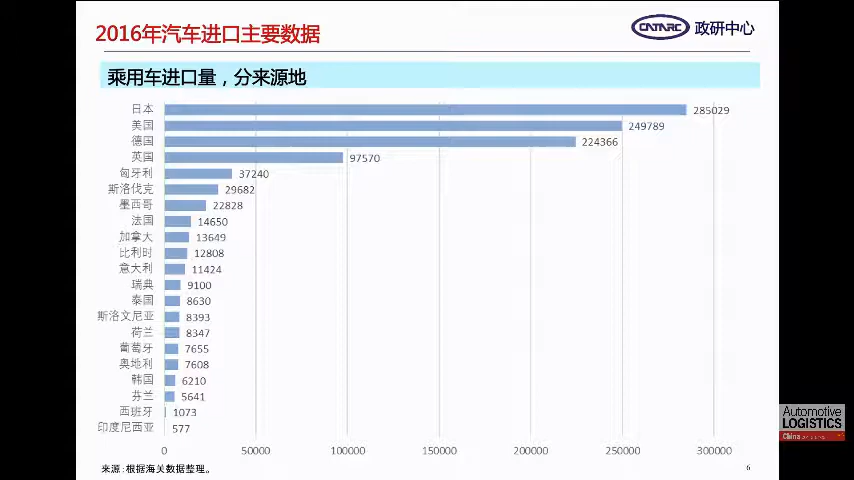 2016年汽车进口主要数据
CATARC 政研中心
乘用车进口量，分来源地
日本 285029
美国 249789
德国 224366
英国 97570
匈牙利 37240
斯洛伐克 29682
墨西哥 22828
法国 14650
加拿大 13649
比利时 12808
意大利 11424
瑞典 9100
泰国 8630
斯洛文尼亚 8393
荷兰 8347
葡萄牙 7655
奥地利 7608
韩国 6210
芬兰 5641
西班牙 1073
印度尼西亚 577
0 50000 100000 150000 200000 250000 300000
来源：根据海关数据整理。
6
Automotive
LOGISTICS
China